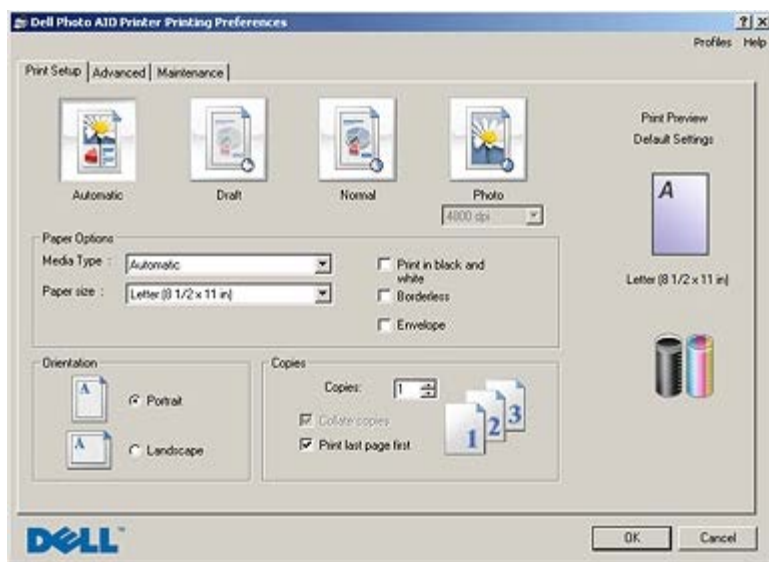 Dell Photo AIO Printer Printing Preferences
Profiles Help
Print Setup Advanced Maintenance
Automatic Draft Normal Photo
4800 dpi
Print Preview
Default Settings
A
Letter (8 1/2 x 11 in)
Paper Options
Media Type : Automatic
Paper size : Letter (8 1/2 x 11 in)
Print in black and white
Borderless
Envelope
Orientation
A Portrait
A Landscape
Copies
Copies: 1
Collate copies
Print last page first
1 2 3
DELL™
OK Cancel